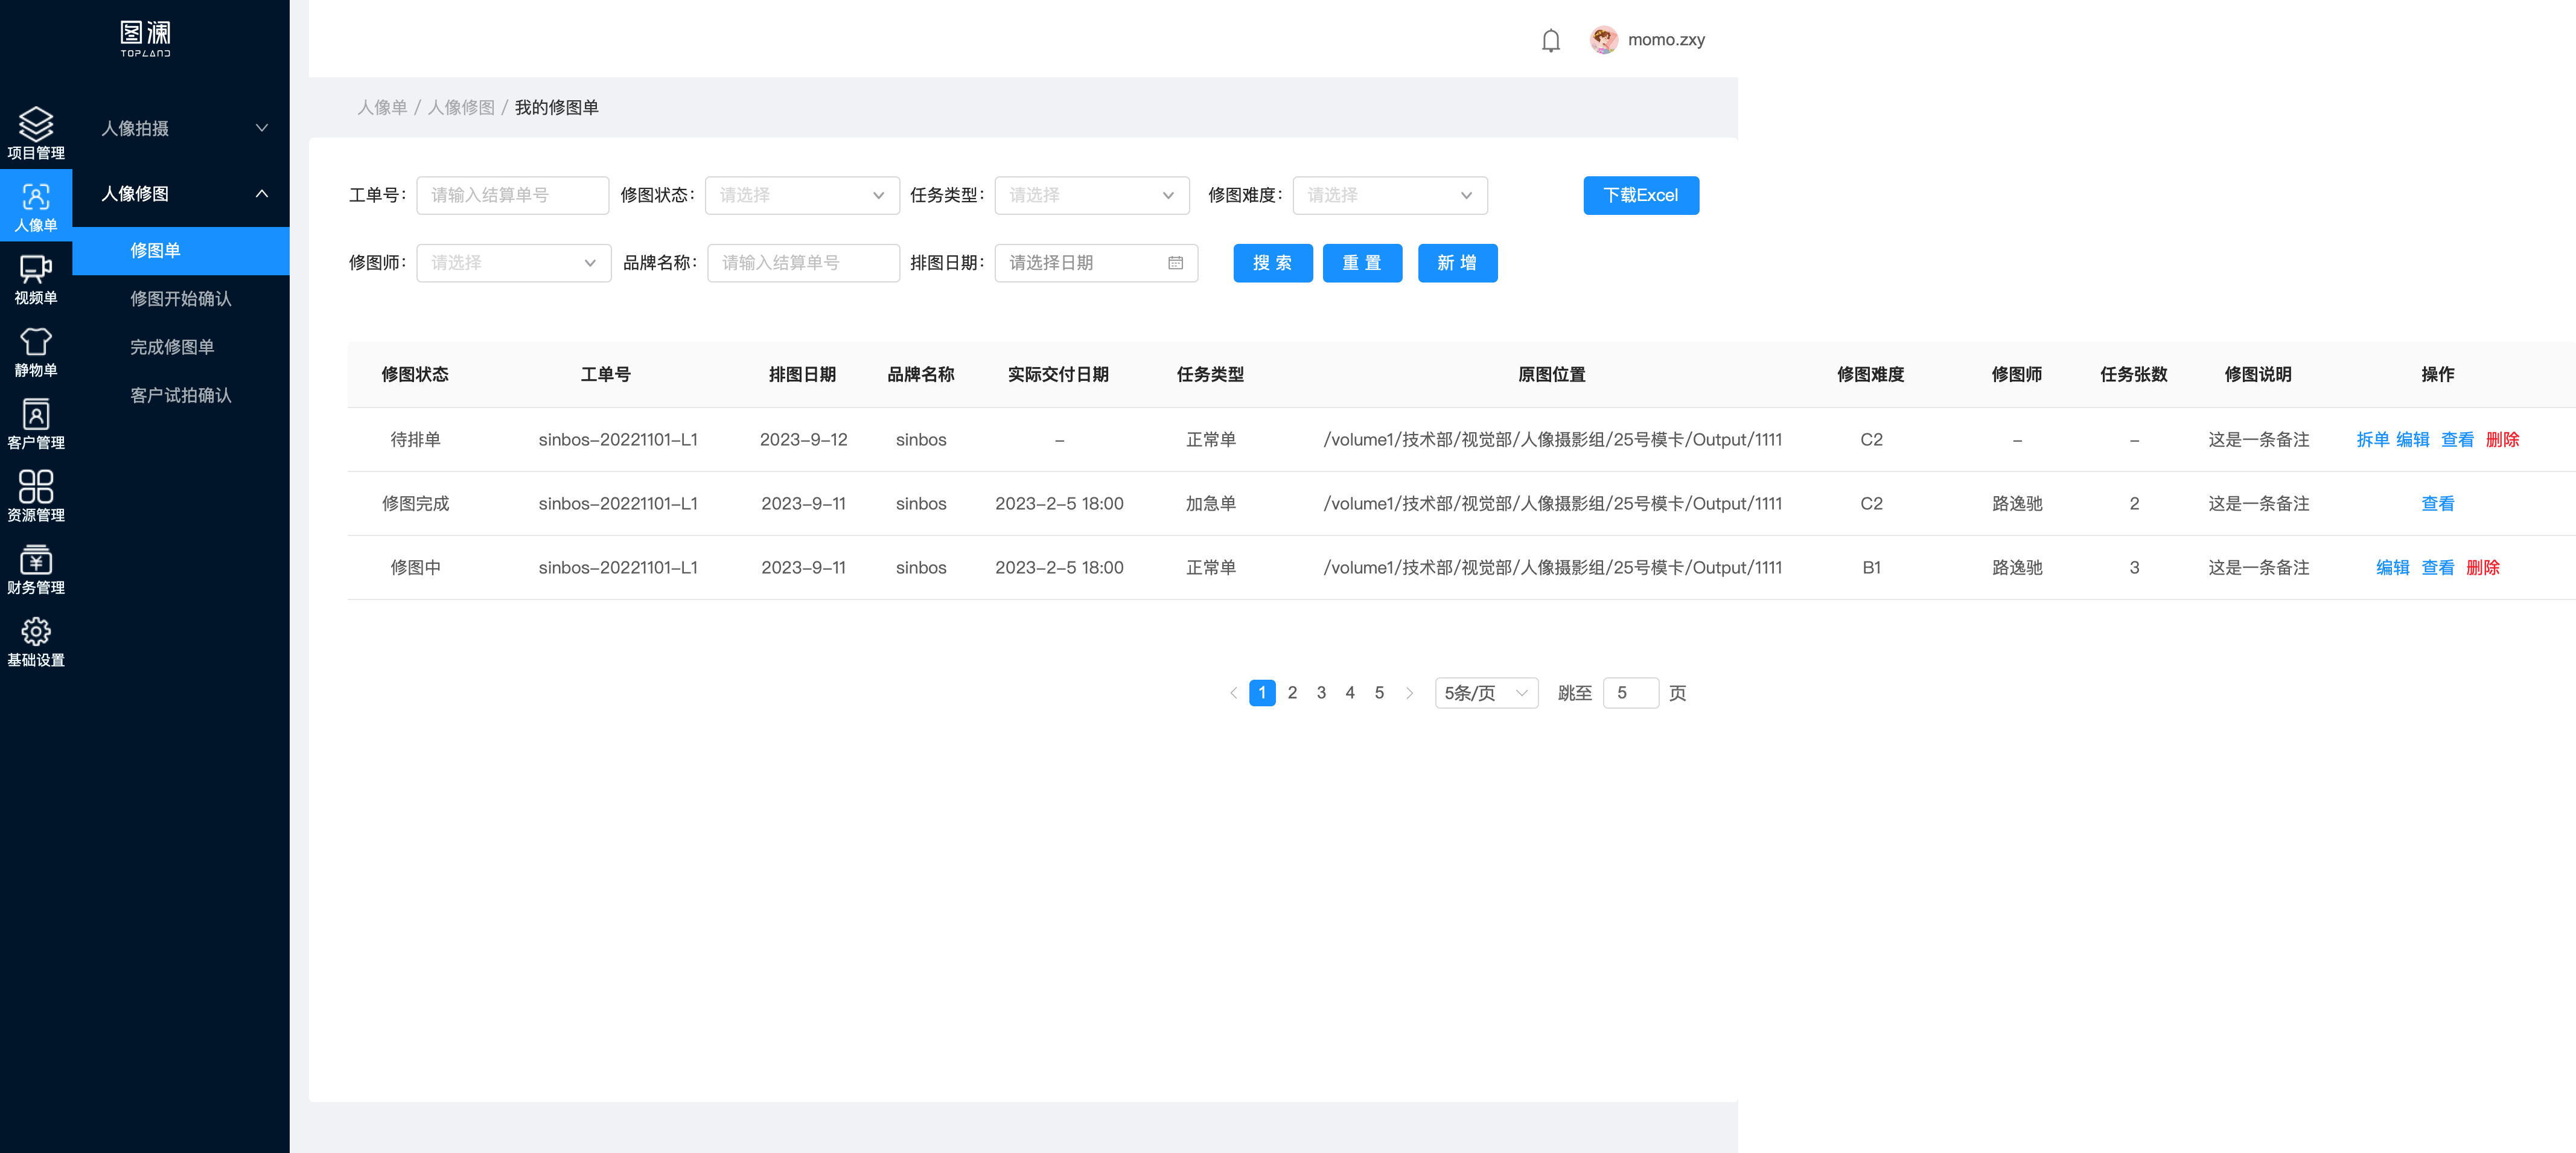 图澜
TOPLAND
momo.zxy
项目管理
人像单
视频单
静物单
客户管理
资源管理
财务管理
基础设置
人像拍摄
人像修图
修图单
修图开始确认
完成修图单
客户试拍确认
人像单 / 人像修图 / 我的修图单
工单号: 请输入结算单号 修图状态: 请选择 任务类型: 请选择 修图难度: 请选择 下载Excel
修图师: 请选择 品牌名称: 请输入结算单号 排图日期: 请选择日期 搜 索 重 置 新 增
修图状态 工单号 排图日期 品牌名称 实际交付日期 任务类型 原图位置 修图难度 修图师 任务张数 修图说明 操作
待排单 sinbos-20221101-L1 2023-9-12 sinbos – 正常单 /volume1/技术部/视觉部/人像摄影组/25号模卡/Output/1111 C2 – – 这是一条备注 拆单 编辑 查看 删除
修图完成 sinbos-20221101-L1 2023-9-11 sinbos 2023-2-5 18:00 加急单 /volume1/技术部/视觉部/人像摄影组/25号模卡/Output/1111 C2 路逸驰 2 这是一条备注 查看
修图中 sinbos-20221101-L1 2023-9-11 sinbos 2023-2-5 18:00 正常单 /volume1/技术部/视觉部/人像摄影组/25号模卡/Output/1111 B1 路逸驰 3 这是一条备注 编辑 查看 删除
1 2 3 4 5 5条/页 跳至 5 页